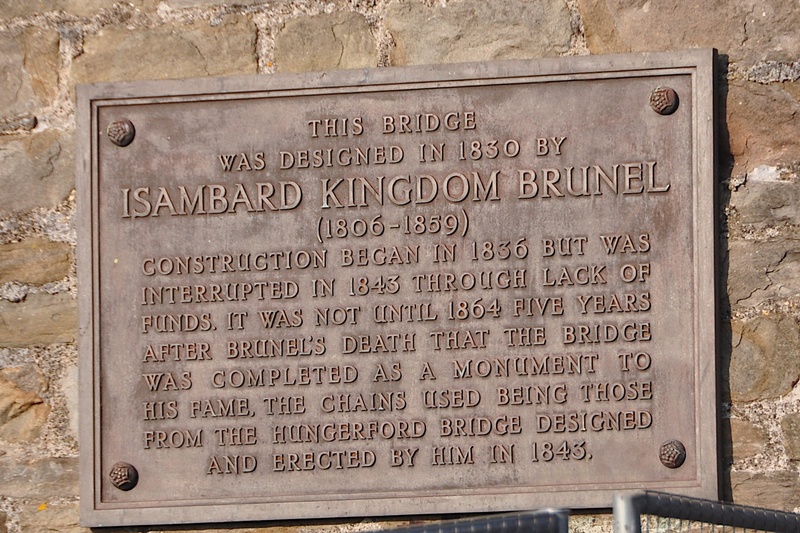 THIS BRIDGE
WAS DESIGNED IN 1830 BY
ISAMBARD KINGDOM BRUNEL
(1806-1859)
CONSTRUCTION BEGAN IN 1836 BUT WAS
INTERRUPTED IN 1843 THROUGH LACK OF
FUNDS. IT WAS NOT UNTIL 1864 FIVE YEARS
AFTER BRUNEL'S DEATH THAT THE BRIDGE
WAS COMPLETED AS A MONUMENT TO
HIS FAME, THE CHAINS USED BEING THOSE
FROM THE HUNGERFORD BRIDGE DESIGNED
AND ERECTED BY HIM IN 1843.